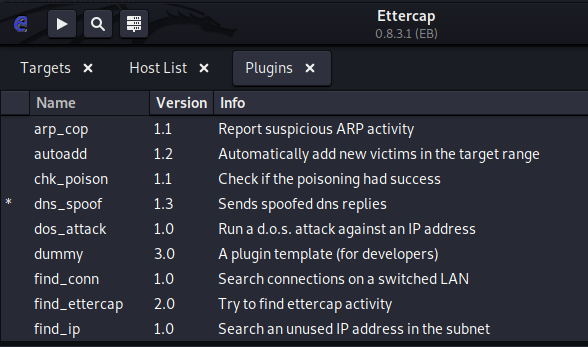 Ettercap
0.8.3.1 (EB)
Targets × Host List × Plugins ×
Name Version Info
arp_cop 1.1 Report suspicious ARP activity
autoadd 1.2 Automatically add new victims in the target range
chk_poison 1.1 Check if the poisoning had success
* dns_spoof 1.3 Sends spoofed dns replies
dos_attack 1.0 Run a d.o.s. attack against an IP address
dummy 3.0 A plugin template (for developers)
find_conn 1.0 Search connections on a switched LAN
find_ettercap 2.0 Try to find ettercap activity
find_ip 1.0 Search an unused IP address in the subnet